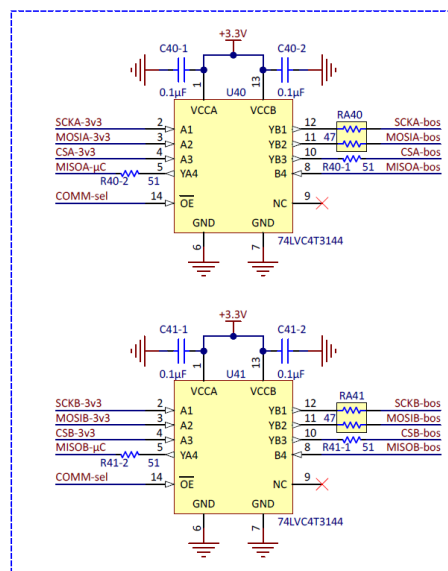 +3.3V
C40-1 C40-2
0.1µF 1 13 U40 0.1µF
VCCA VCCB
RA40
SCKA-3v3 2 A1 YB1 12 SCKA-bos
MOSIA-3v3 3 A2 YB2 11 47 MOSIA-bos
CSA-3v3 4 A3 YB3 10 CSA-bos
MISOA-µC 5 YA4 B4 8 R40-1 51 MISOA-bos
R40-2 51
COMM-sel 14 OE NC 9
GND GND
6 7 74LVC4T3144
+3.3V
C41-1 C41-2
0.1µF 1 13 U41 0.1µF
VCCA VCCB
RA41
SCKB-3v3 2 A1 YB1 12 SCKB-bos
MOSIB-3v3 3 A2 YB2 11 47 MOSIB-bos
CSB-3v3 4 A3 YB3 10 CSB-bos
MISOB-µC 5 YA4 B4 8 R41-1 51 MISOB-bos
R41-2 51
COMM-sel 14 OE NC 9
GND GND
6 7 74LVC4T3144